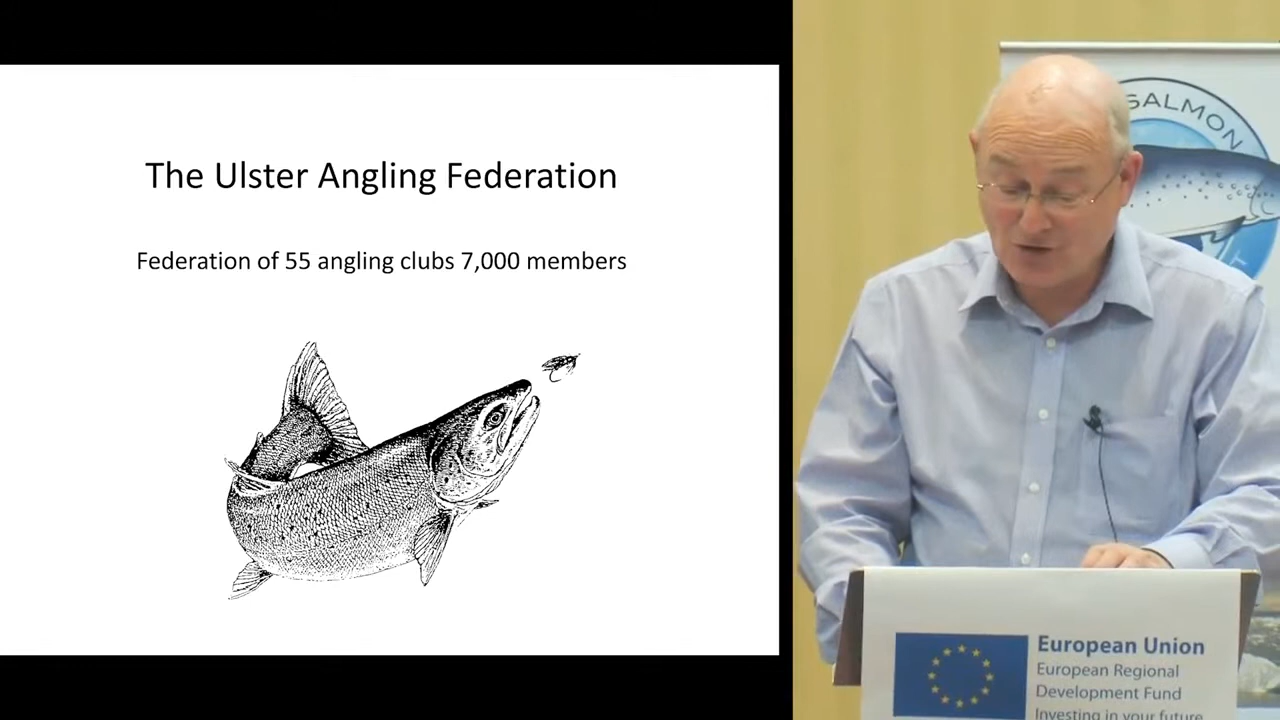 The Ulster Angling Federation
Federation of 55 angling clubs 7,000 members
SALMON
European Union
European Regional
Development Fund
Investing in your future